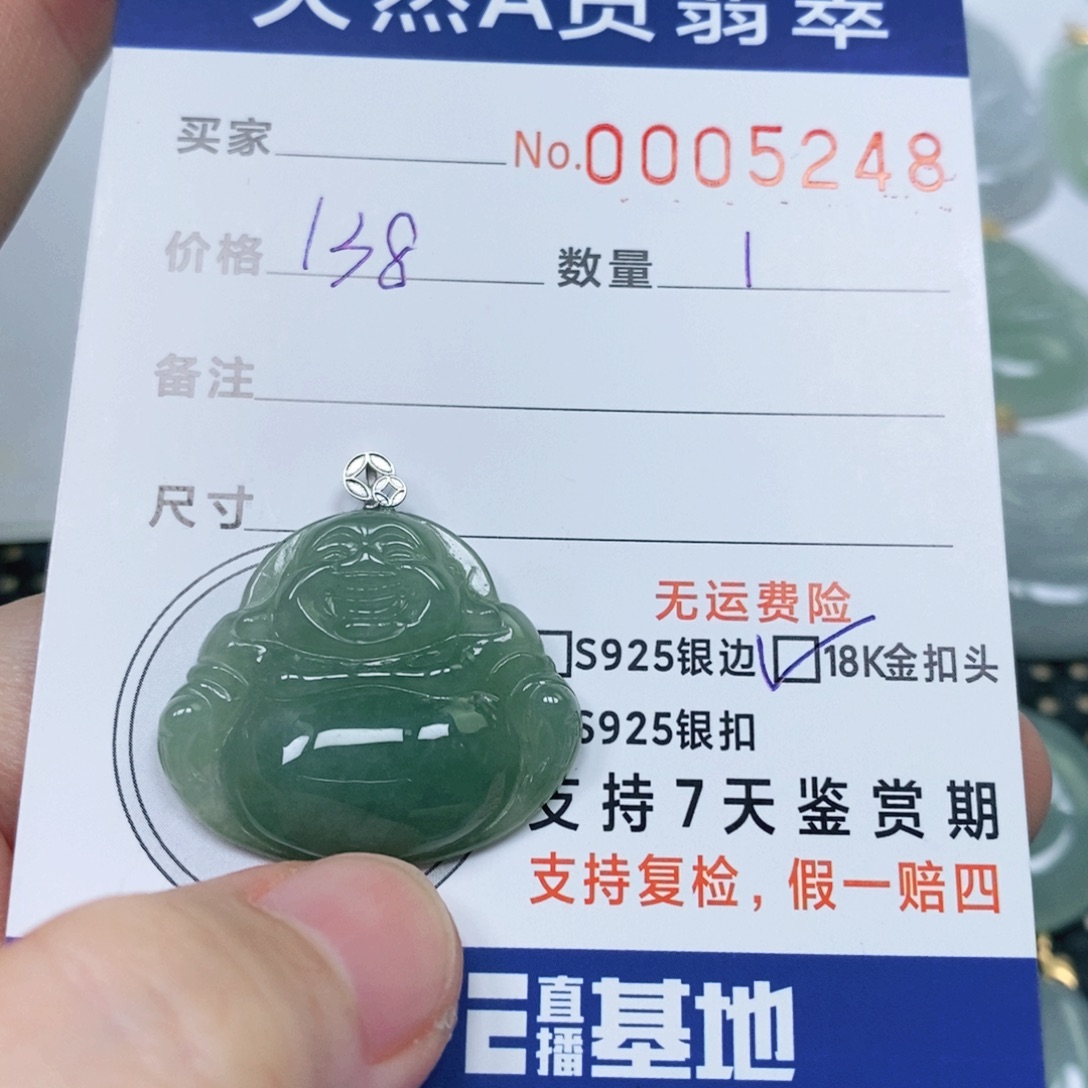 天然A货翡翠
买家 No.0005248
价格 138 数量 1
备注
尺寸
无运费险
S925银边 18K金扣头
S925银扣
支持7天鉴赏期
支持复检，假一赔四
直播基地